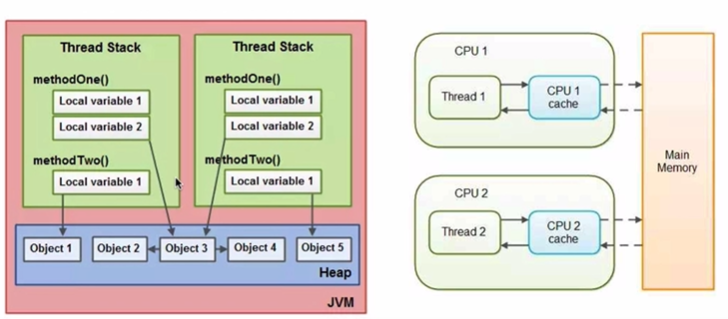 Thread Stack
methodOne()
Local variable 1
Local variable 2
methodTwo()
Local variable 1
Thread Stack
methodOne()
Local variable 1
Local variable 2
methodTwo()
Local variable 1
Object 1
Object 2
Object 3
Object 4
Object 5
Heap
JVM
CPU 1
Thread 1
CPU 1
cache
CPU 2
Thread 2
CPU 2
cache
Main
Memory